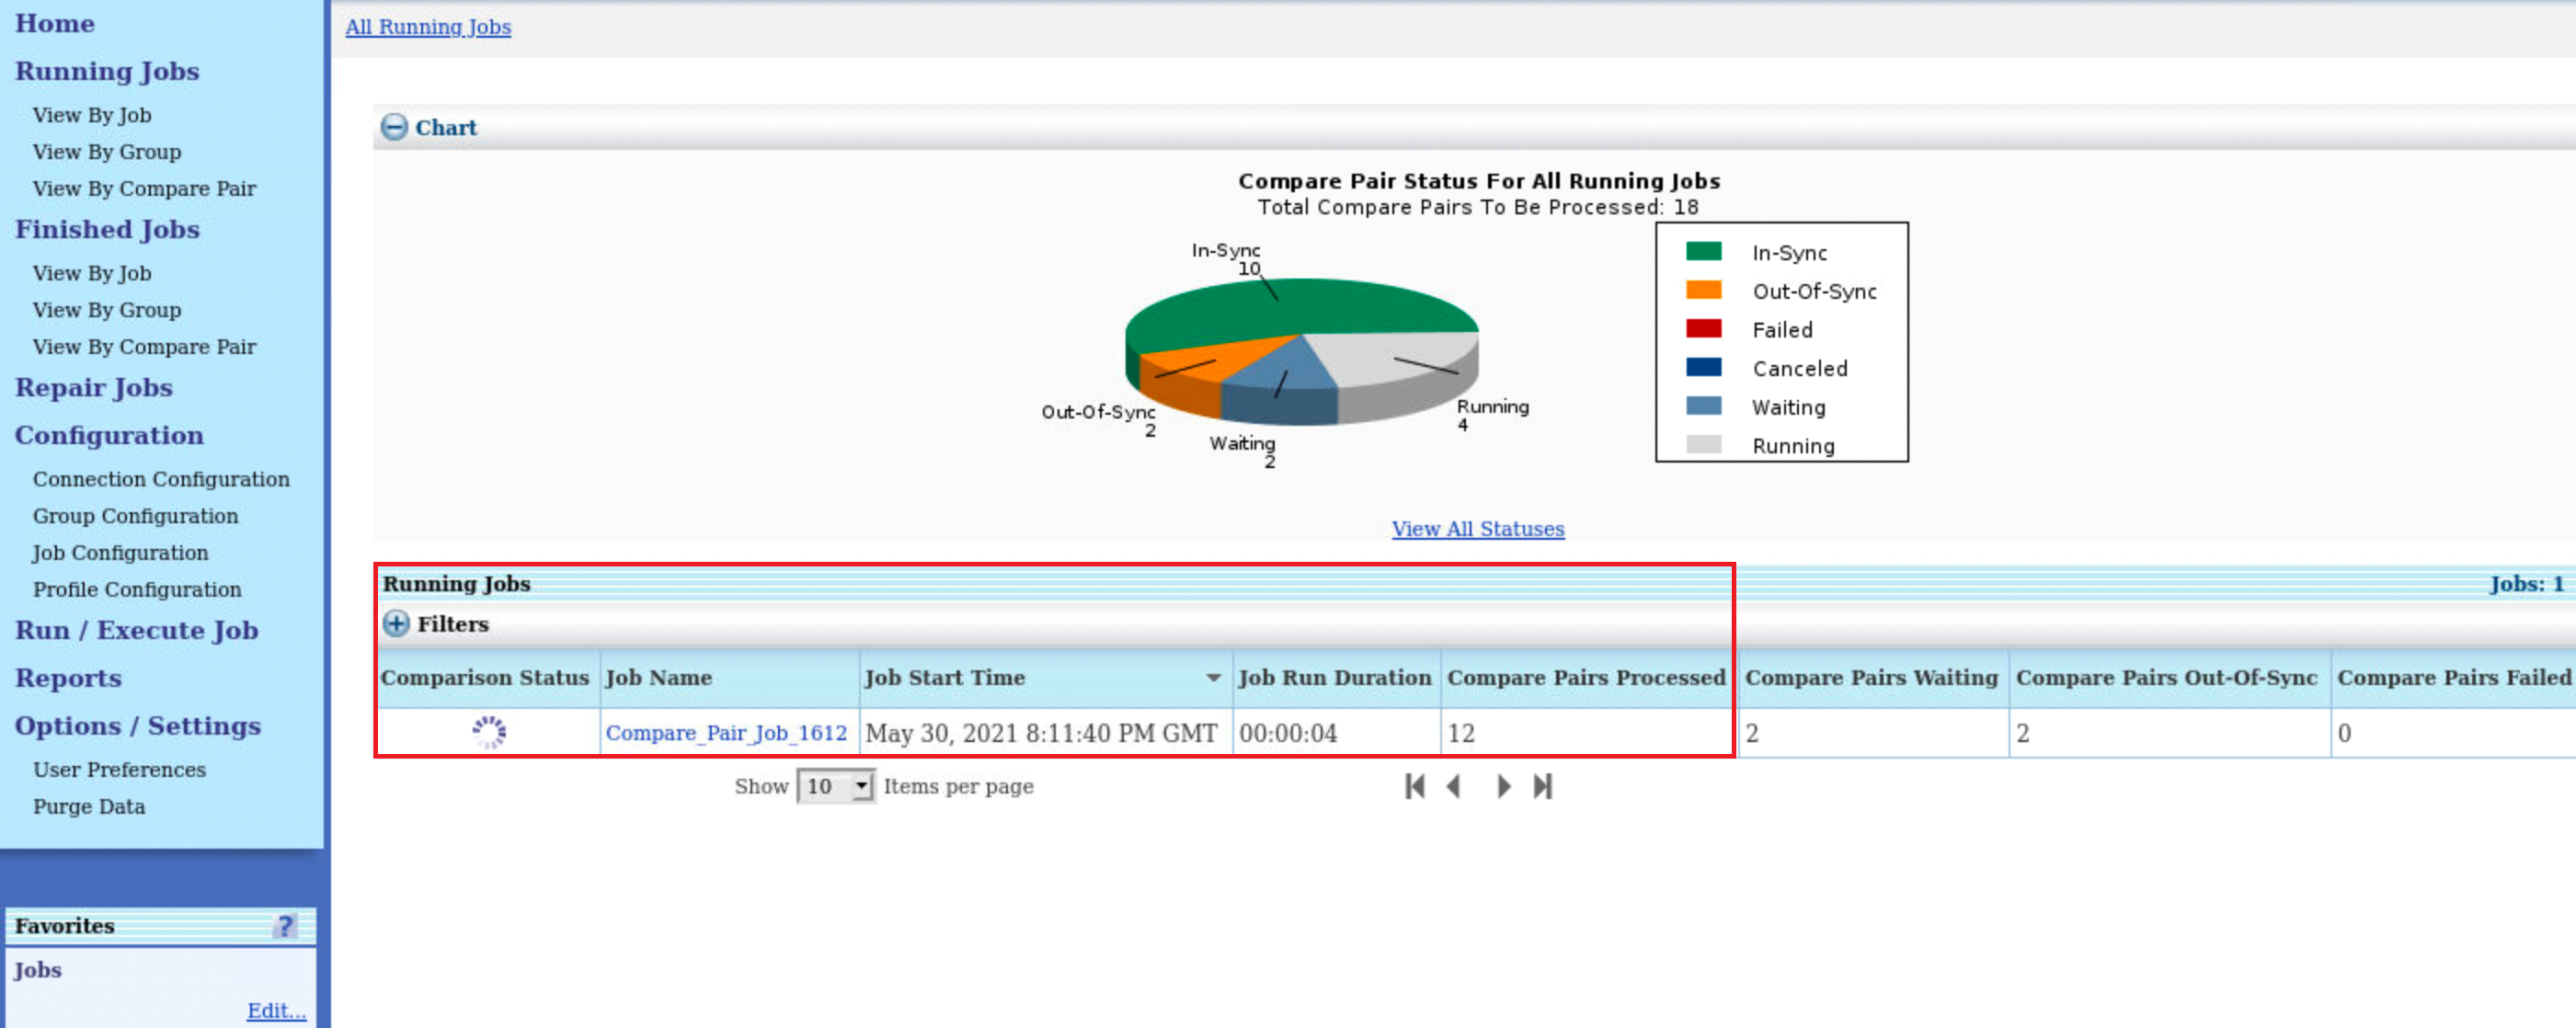 Home
Running Jobs
View By Job
View By Group
View By Compare Pair
Finished Jobs
View By Job
View By Group
View By Compare Pair
Repair Jobs
Configuration
Connection Configuration
Group Configuration
Job Configuration
Profile Configuration
Run / Execute Job
Reports
Options / Settings
User Preferences
Purge Data
Favorites ?
Jobs
Edit...
All Running Jobs
Chart
Compare Pair Status For All Running Jobs
Total Compare Pairs To Be Processed: 18
In-Sync
10
Out-Of-Sync
2
Waiting
2
Running
4
In-Sync
Out-Of-Sync
Failed
Canceled
Waiting
Running
View All Statuses
Running Jobs Jobs: 1
Filters
Comparison Status Job Name Job Start Time Job Run Duration Compare Pairs Processed Compare Pairs Waiting Compare Pairs Out-Of-Sync Compare Pairs Failed
Compare_Pair_Job_1612 May 30, 2021 8:11:40 PM GMT 00:00:04 12 2 2 0
Show 10 Items per page